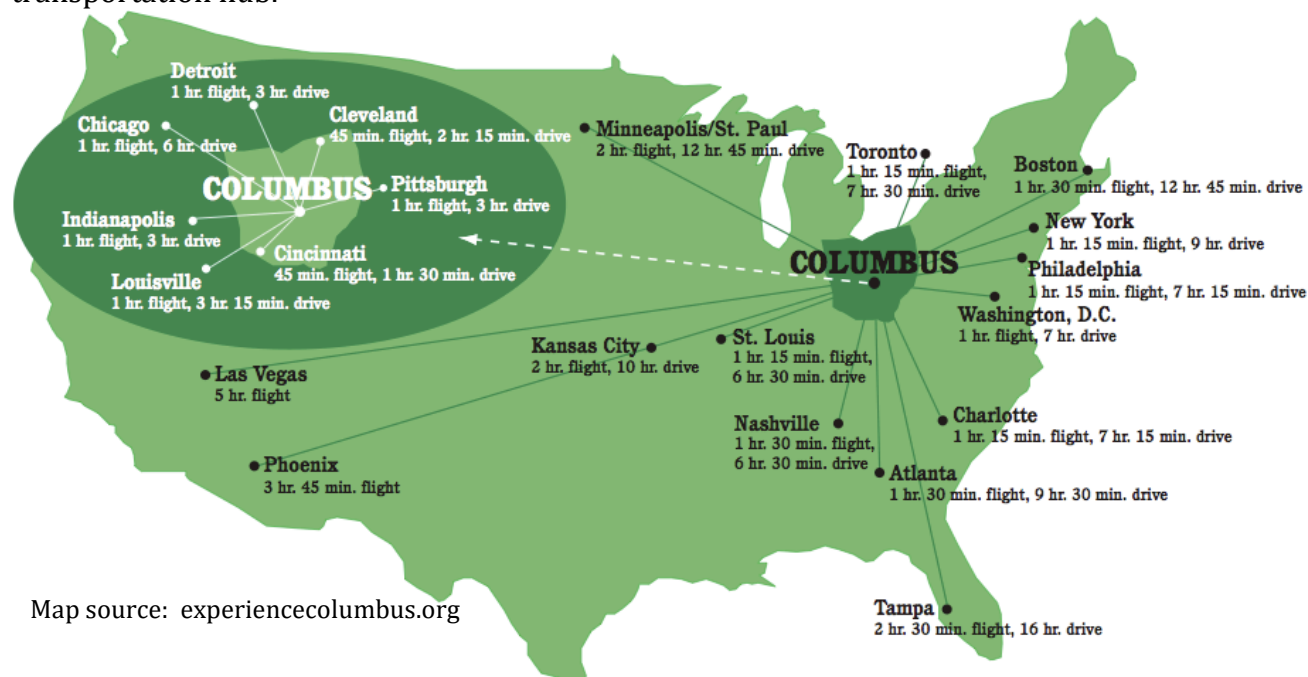 transportation hub.
Detroit
1 hr. flight, 3 hr. drive
Cleveland
45 min. flight, 2 hr. 15 min. drive
Chicago
1 hr. flight, 6 hr. drive
COLUMBUS
Pittsburgh
1 hr. flight, 3 hr. drive
Indianapolis
1 hr. flight, 3 hr. drive
Cincinnati
45 min. flight, 1 hr. 30 min. drive
Louisville
1 hr. flight, 3 hr. 15 min. drive
Minneapolis/St. Paul
2 hr. flight, 12 hr. 45 min. drive
Toronto
1 hr. 15 min. flight,
7 hr. 30 min. drive
Boston
1 hr. 30 min. flight, 12 hr. 45 min. drive
New York
1 hr. 15 min. flight, 9 hr. drive
COLUMBUS
Philadelphia
1 hr. 15 min. flight, 7 hr. 15 min. drive
Washington, D.C.
1 hr. flight, 7 hr. drive
St. Louis
1 hr. 15 min. flight,
6 hr. 30 min. drive
Kansas City
2 hr. flight, 10 hr. drive
Las Vegas
5 hr. flight
Nashville
1 hr. 30 min. flight,
6 hr. 30 min. drive
Charlotte
1 hr. 15 min. flight, 7 hr. 15 min. drive
Phoenix
3 hr. 45 min. flight
Atlanta
1 hr. 30 min. flight, 9 hr. 30 min. drive
Tampa
2 hr. 30 min. flight, 16 hr. drive
Map source: experiencecolumbus.org